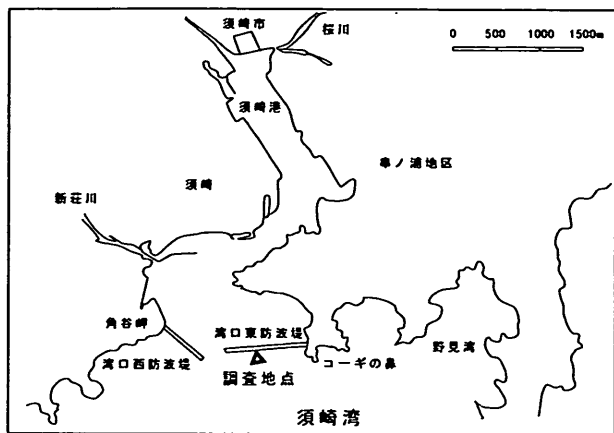 須崎市
桜川
0 500 1000 1500m
須崎港
串ノ浦地区
須崎
新荘川
角谷岬
湾口東防波堤
湾口西防波堤
コーギの鼻
野見湾
調査地点
須崎湾